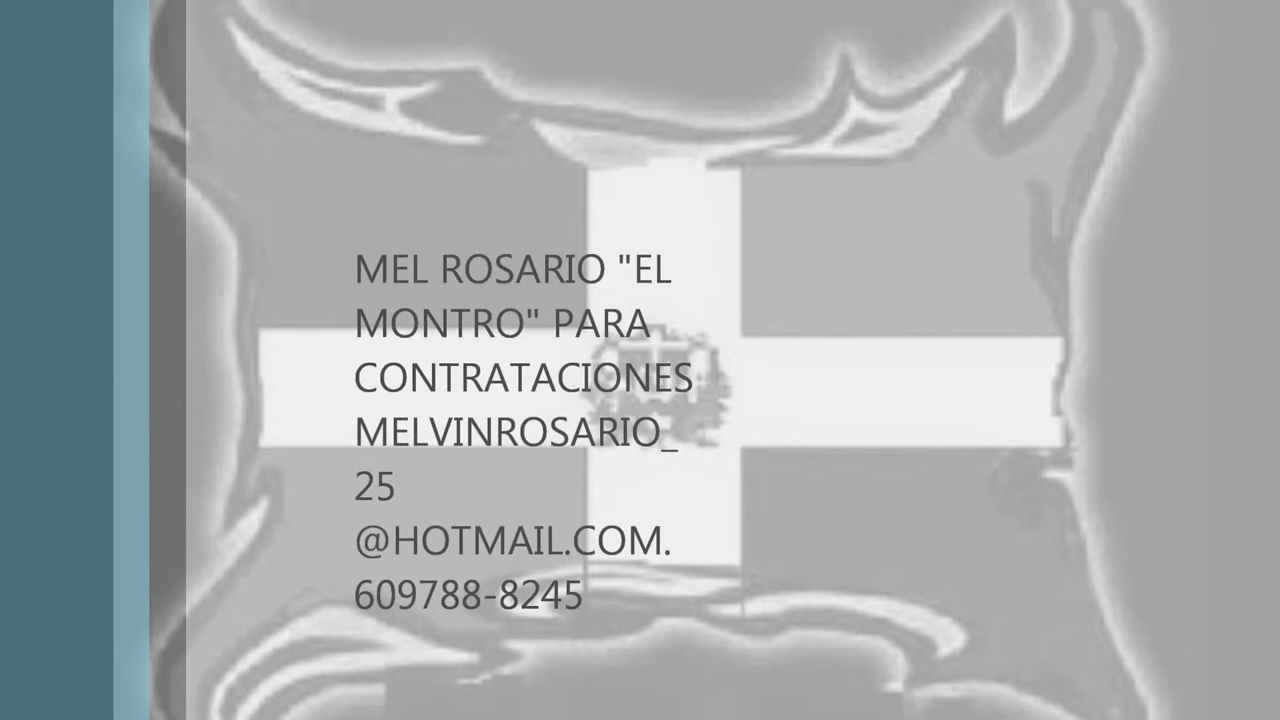 MEL ROSARIO "EL
MONTRO" PARA
CONTRATACIONES
MELVINROSARIO_
25
@HOTMAIL.COM.
609788-8245